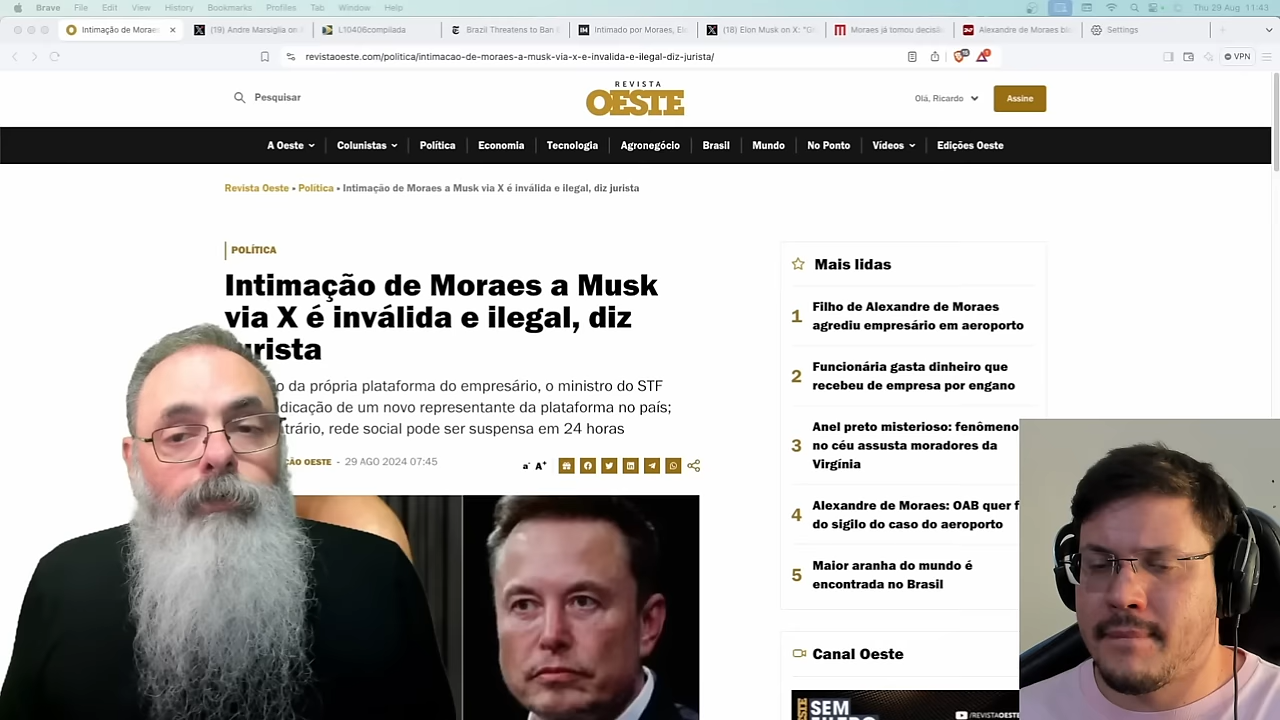 Brave File Edit View History Bookmarks Profiles Tab Window Help Thu 29 Aug 11:43
Intimação de Moraes (19) Andre Marsiglia on L10406compilada Brazil Threatens to Ban Intimado por Moraes, Elo (18) Elon Musk on X: "G Moraes já tomou decisão Alexandre de Moraes blo Settings
revistaoeste.com/politica/intimacao-de-moraes-a-musk-via-x-e-invalida-e-ilegal-diz-jurista/ VPN
Pesquisar REVISTA OESTE Olá, Ricardo Assine
A Oeste Colunistas Política Economia Tecnologia Agronegócio Brasil Mundo No Ponto Vídeos Edições Oeste
Revista Oeste • Política • Intimação de Moraes a Musk via X é inválida e ilegal, diz jurista
POLÍTICA
Intimação de Moraes a Musk
via X é inválida e ilegal, diz
urista
o da própria plataforma do empresário, o ministro do STF
dicação de um novo representante da plataforma no país;
trário, rede social pode ser suspensa em 24 horas
ÇÃO OESTE - 29 AGO 2024 07:45
a- A+
Mais lidas
1 Filho de Alexandre de Moraes
agrediu empresário em aeroporto
2 Funcionária gasta dinheiro que
recebeu de empresa por engano
3 Anel preto misterioso: fenômeno
no céu assusta moradores da
Virgínia
4 Alexandre de Moraes: OAB quer f
do sigilo do caso do aeroporto
5 Maior aranha do mundo é
encontrada no Brasil
Canal Oeste
OESTE SEM
/REVISTAOESTE